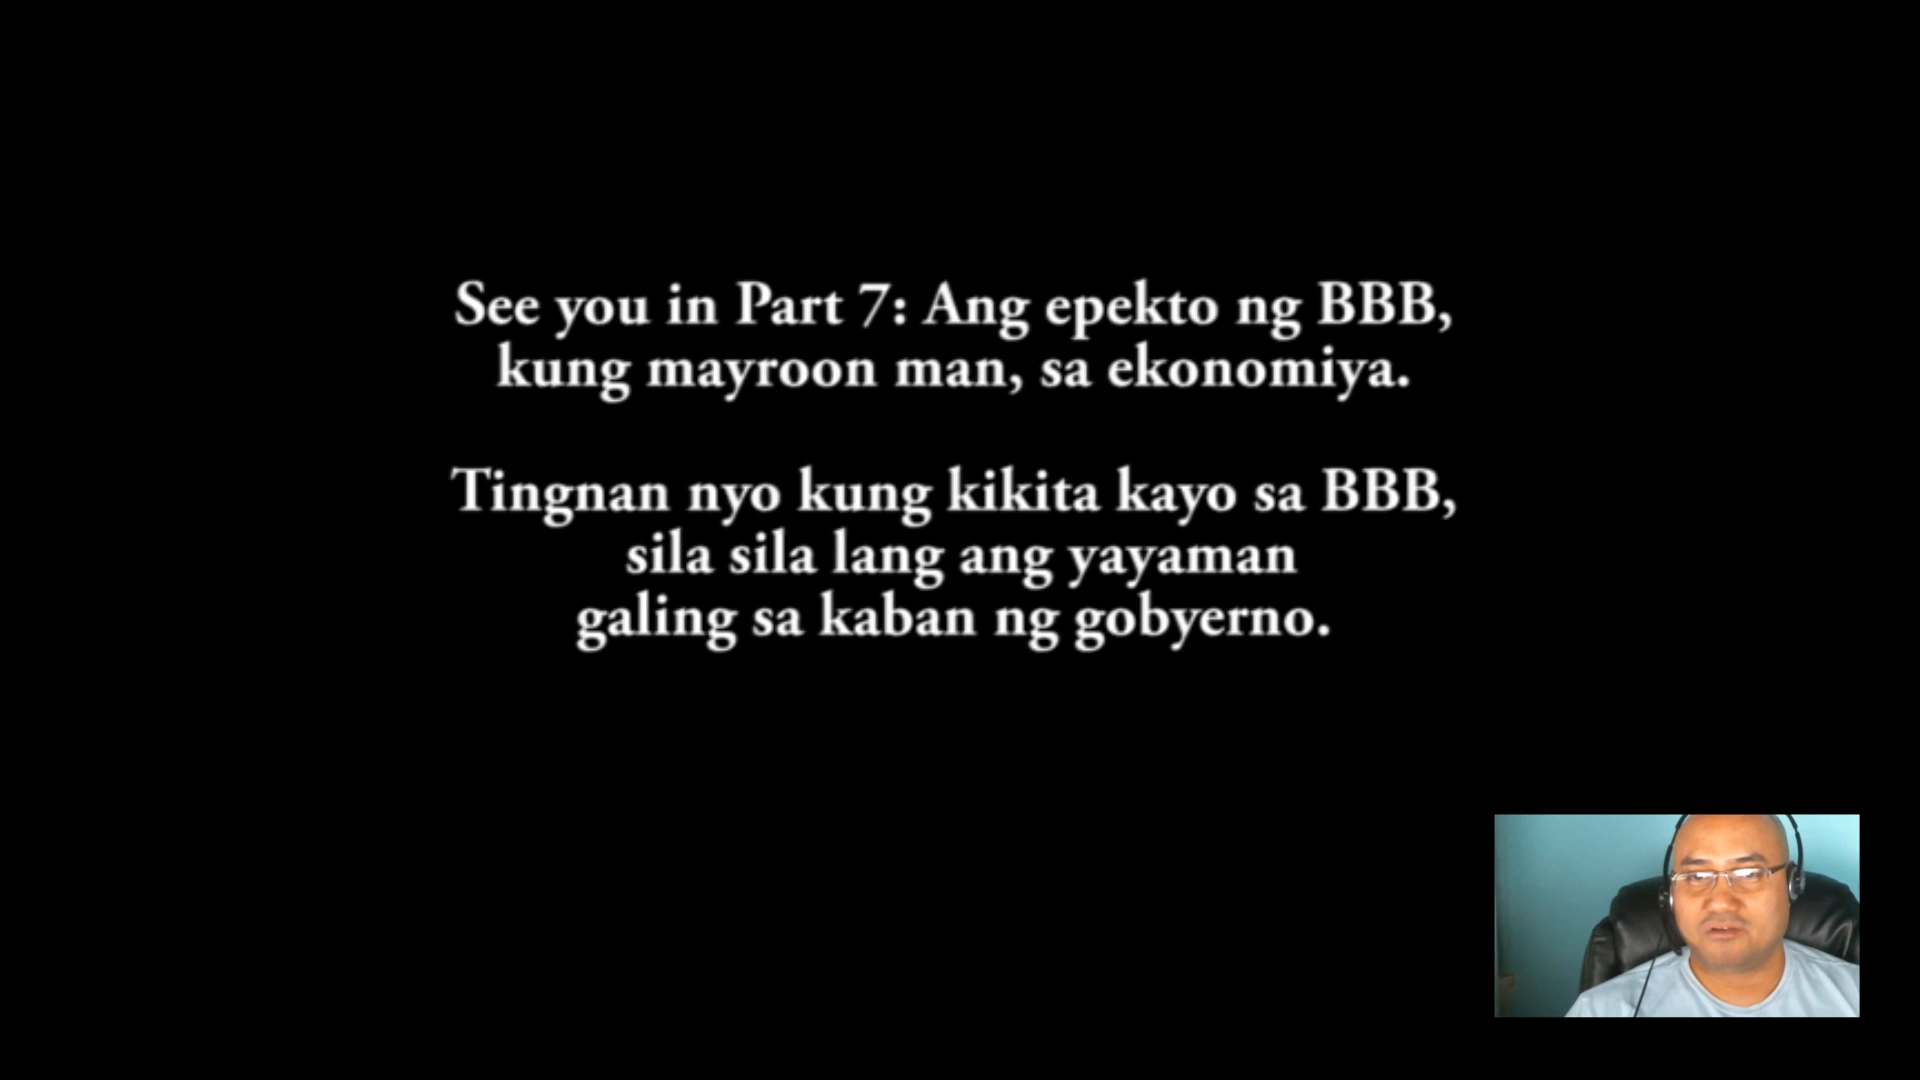 See you in Part 7: Ang epekto ng BBB,
kung mayroon man, sa ekonomiya.
Tingnan nyo kung kikita kayo sa BBB,
sila sila lang ang yayaman
galing sa kaban ng gobyerno.